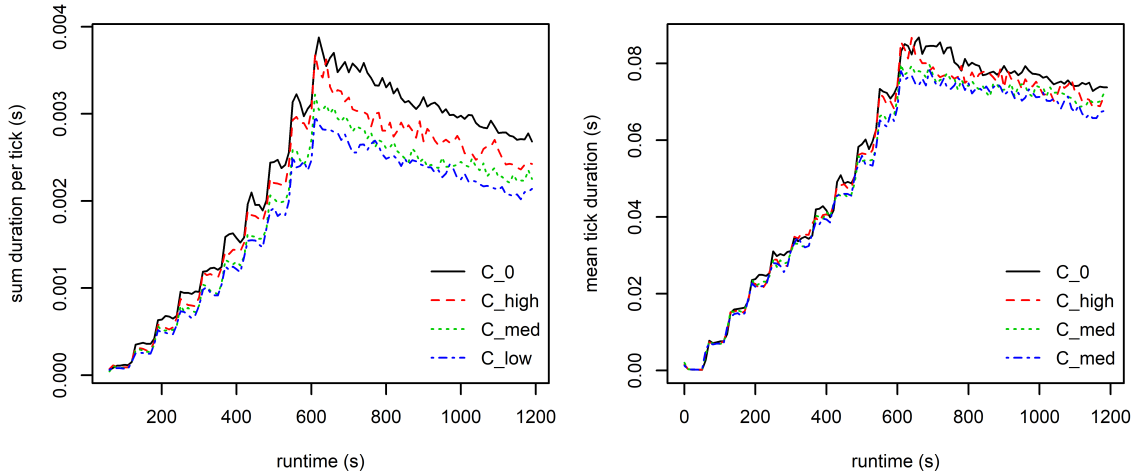 sum duration per tick (s)
0.004
0.003
0.002
0.001
0.000
C_0
C_high
C_med
C_low
200 400 600 800 1000 1200
runtime (s)
mean tick duration (s)
0.08
0.06
0.04
0.02
0.00
C_0
C_high
C_med
C_med
0 200 400 600 800 1000 1200
runtime (s)